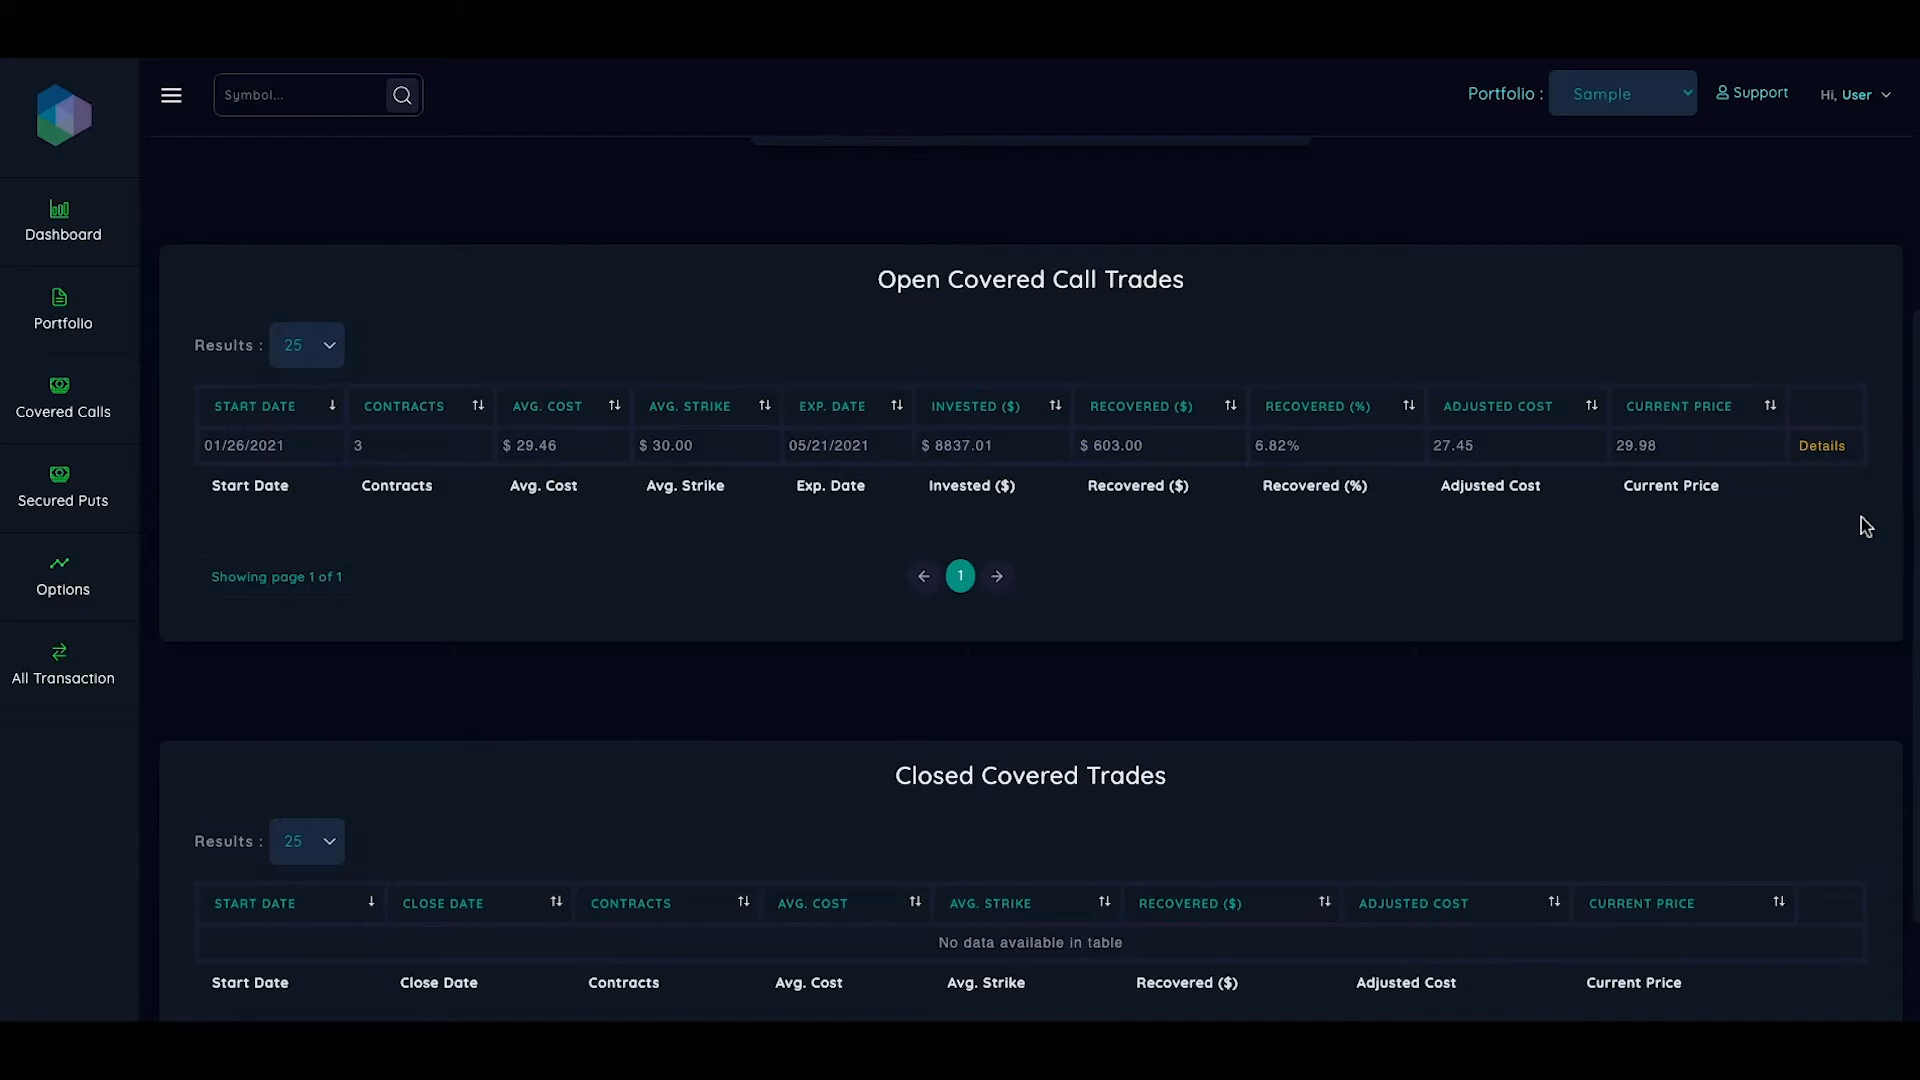 Symbol...
Portfolio : Sample Support Hi, User
Dashboard
Portfolio
Covered Calls
Secured Puts
Options
All Transaction
Open Covered Call Trades
Results : 25
START DATE CONTRACTS AVG. COST AVG. STRIKE EXP. DATE INVESTED ($) RECOVERED ($) RECOVERED (%) ADJUSTED COST CURRENT PRICE
01/26/2021 3 $ 29.46 $ 30.00 05/21/2021 $ 8837.01 $ 603.00 6.82% 27.45 29.98 Details
Start Date Contracts Avg. Cost Avg. Strike Exp. Date Invested ($) Recovered ($) Recovered (%) Adjusted Cost Current Price
Showing page 1 of 1 1
Closed Covered Trades
Results : 25
START DATE CLOSE DATE CONTRACTS AVG. COST AVG. STRIKE RECOVERED ($) ADJUSTED COST CURRENT PRICE
No data available in table
Start Date Close Date Contracts Avg. Cost Avg. Strike Recovered ($) Adjusted Cost Current Price